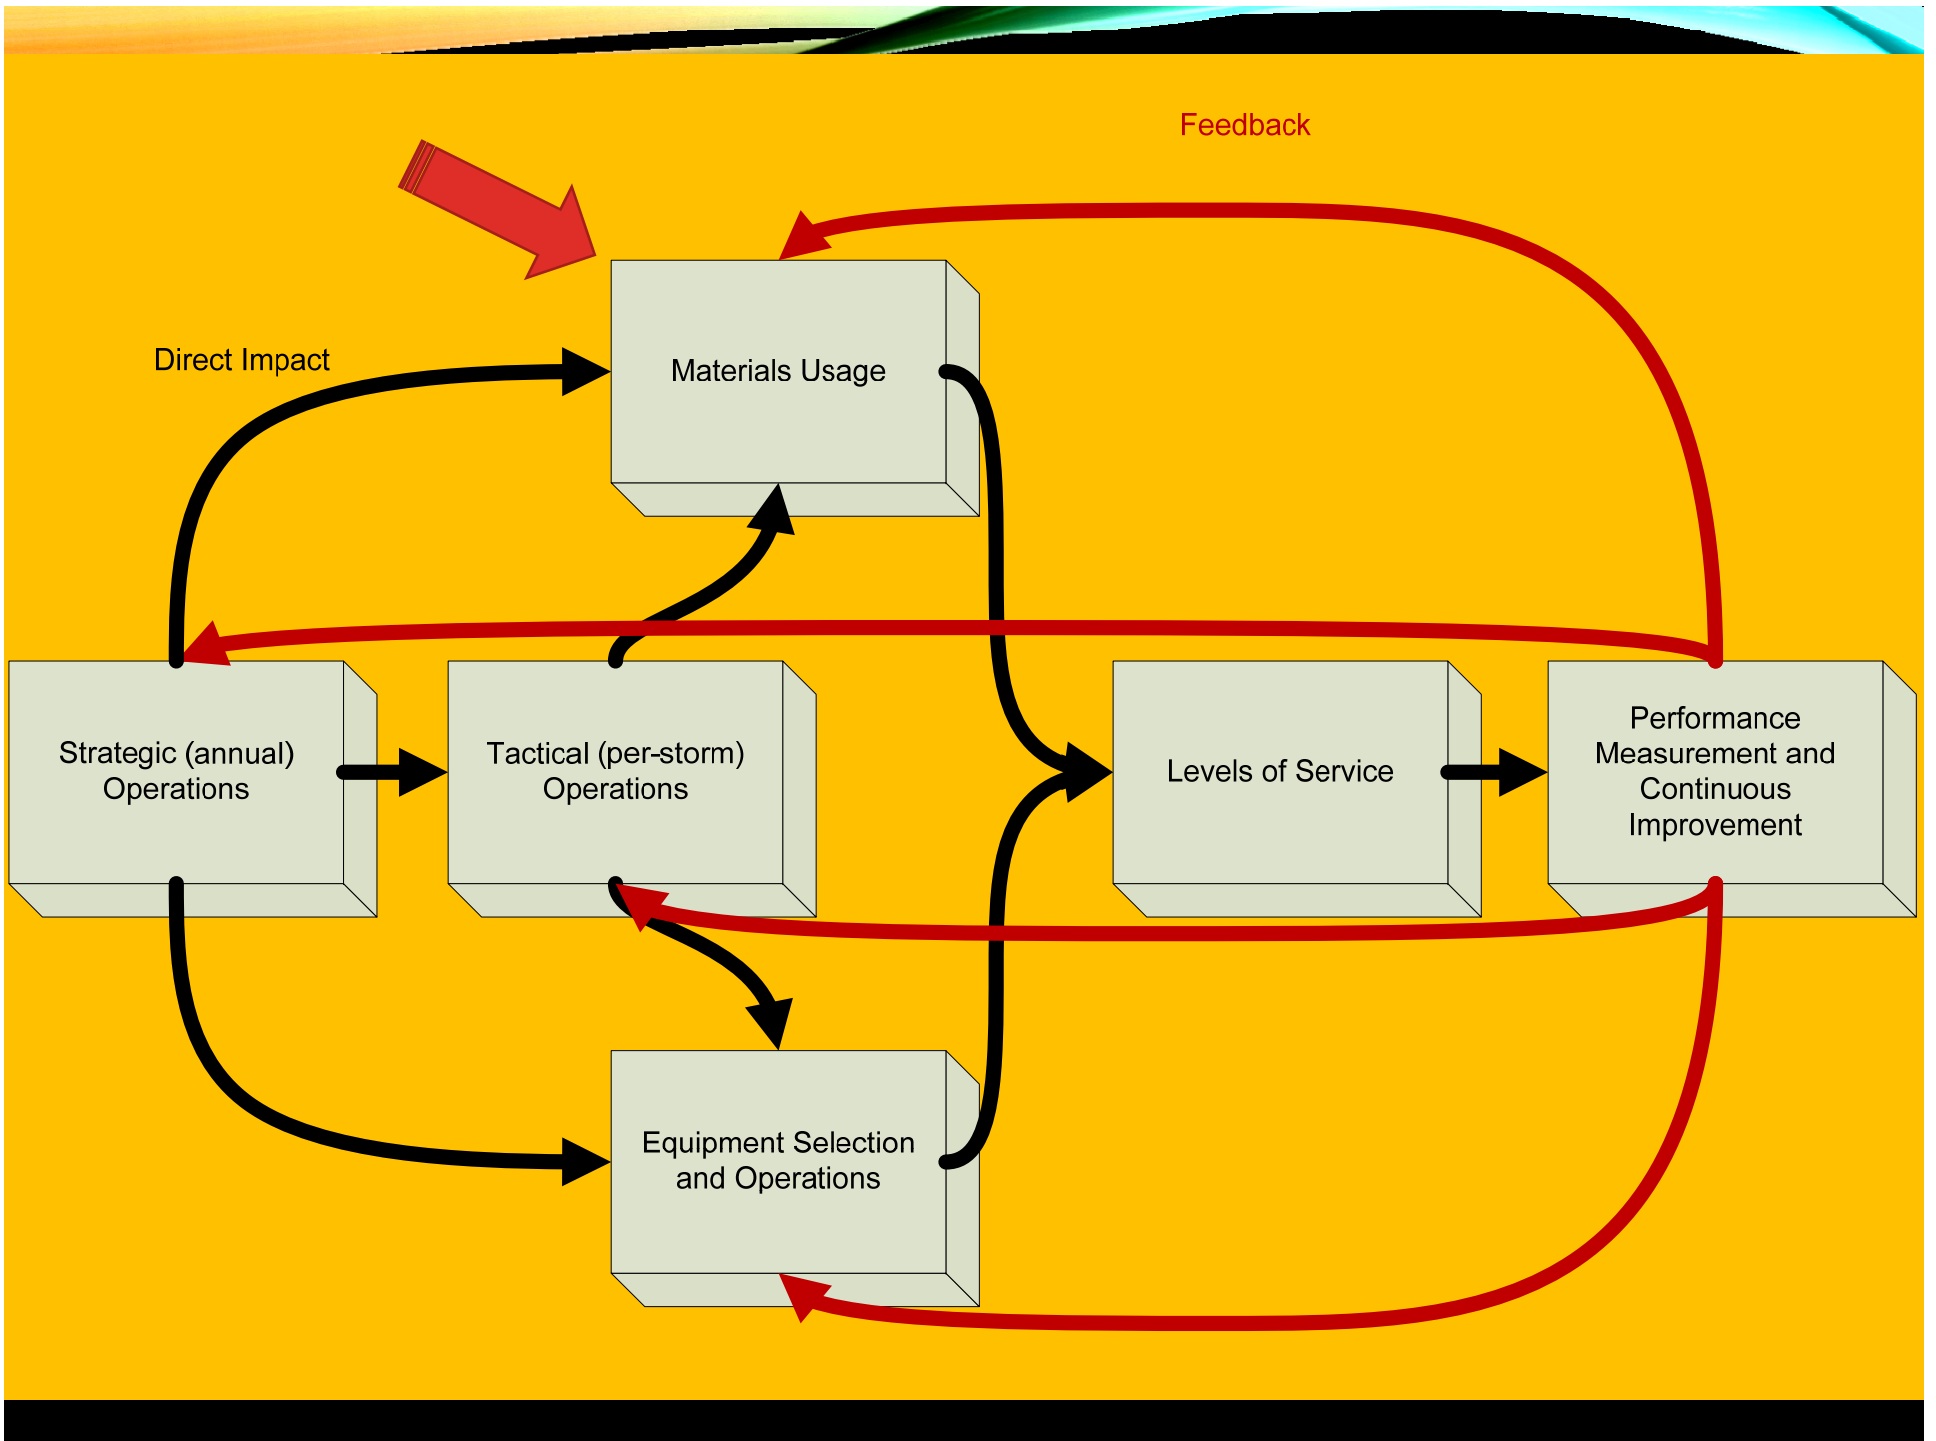 Feedback
Direct Impact
Materials Usage
Strategic (annual)
Operations
Tactical (per-storm)
Operations
Levels of Service
Performance
Measurement and
Continuous
Improvement
Equipment Selection
and Operations